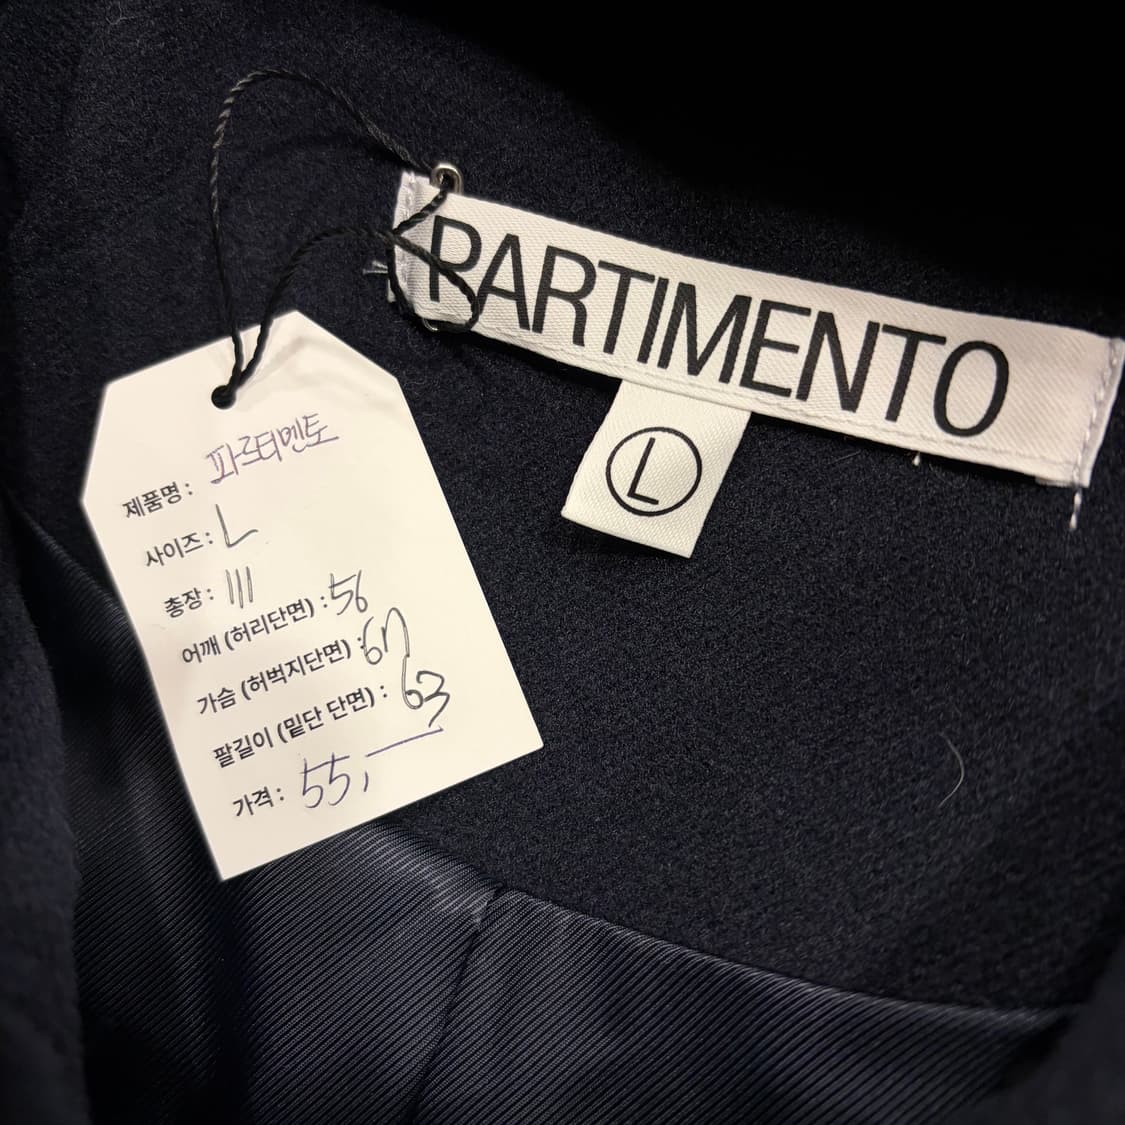 PARTIMENTO
L
제품명 : 파르티멘토
사이즈 : L
총장 : 111
어깨 (허리단면) : 56
가슴 (허벅지단면) : 67
팔길이 (밑단 단면) : 63
가격 : 55,